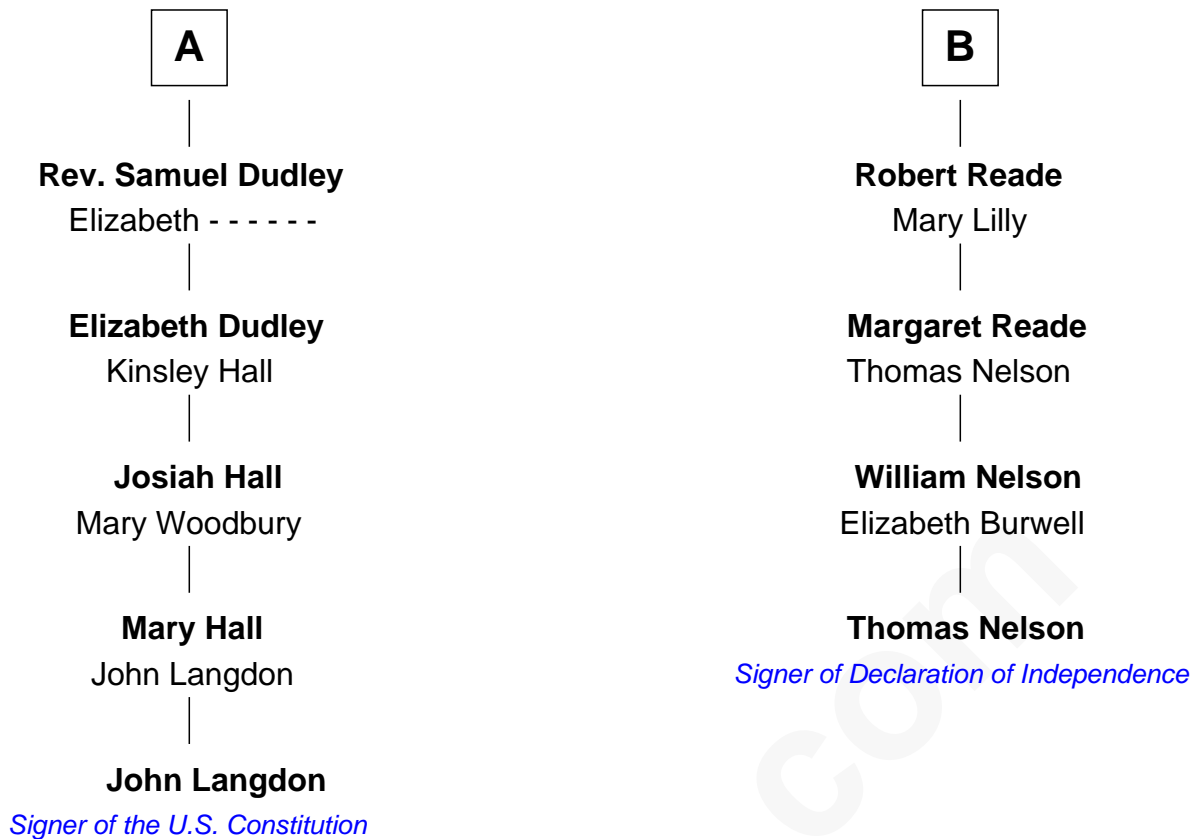 A
Rev. Samuel Dudley
Elizabeth - - - - - -
Elizabeth Dudley
Kinsley Hall
Josiah Hall
Mary Woodbury
Mary Hall
John Langdon
John Langdon
Signer of the U.S. Constitution
B
Robert Reade
Mary Lilly
Margaret Reade
Thomas Nelson
William Nelson
Elizabeth Burwell
Thomas Nelson
Signer of Declaration of Independence
com